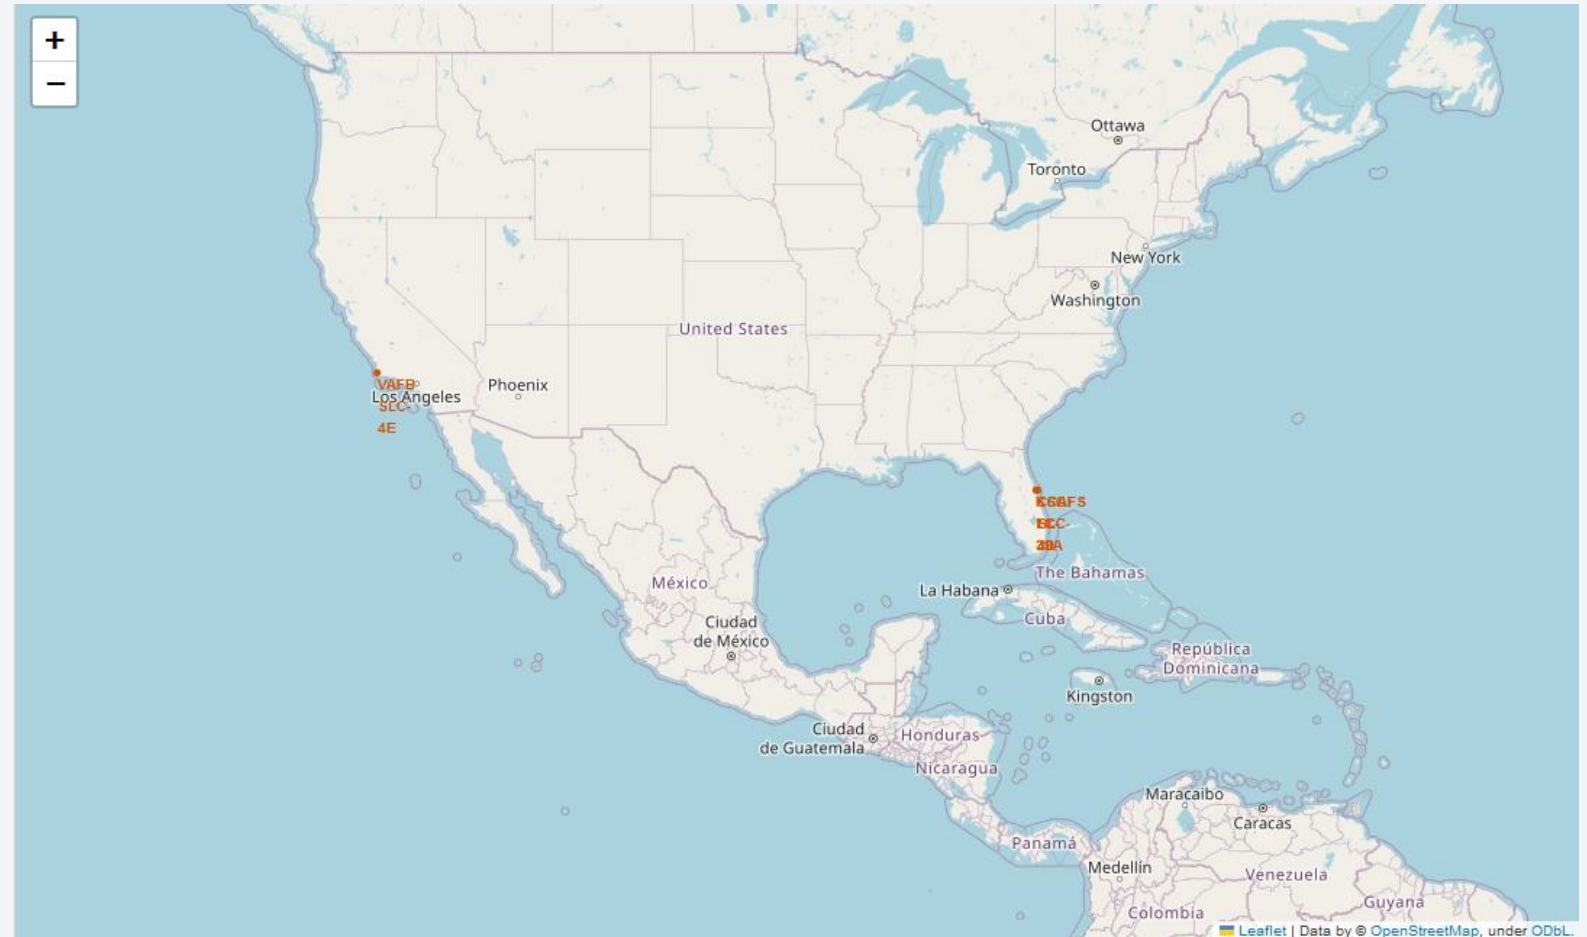 +
−
Ottawa
Toronto
New York
Washington
United States
VAFB
Los Angeles
SLC-
4E
Phoenix
The Bahamas
La Habana
Cuba
México
Ciudad
de México
República
Dominicana
Kingston
Ciudad
de Guatemala
Honduras
Nicaragua
Maracaibo
Caracas
Panamá
Medellín
Venezuela
Colombia
Guyana
Leaflet | Data by © OpenStreetMap, under ODbL.